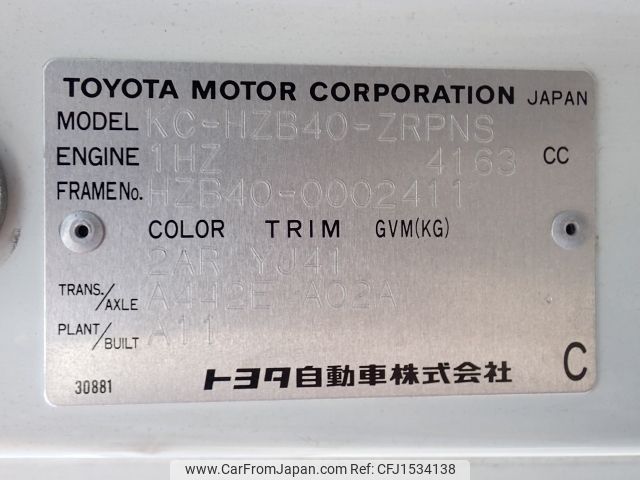 TOYOTA MOTOR CORPORATION JAPAN
MODEL KC-HZB40-ZRPNS
ENGINE 1HZ 4163 CC
FRAME No. HZB40-0002411
COLOR TRIM GVM(KG)
2AR YJ41
TRANS./AXLE A442E A02A
PLANT/BUILT A11
トヨタ自動車株式会社 C
30881
www.CarFromJapan.com CFJ1534138